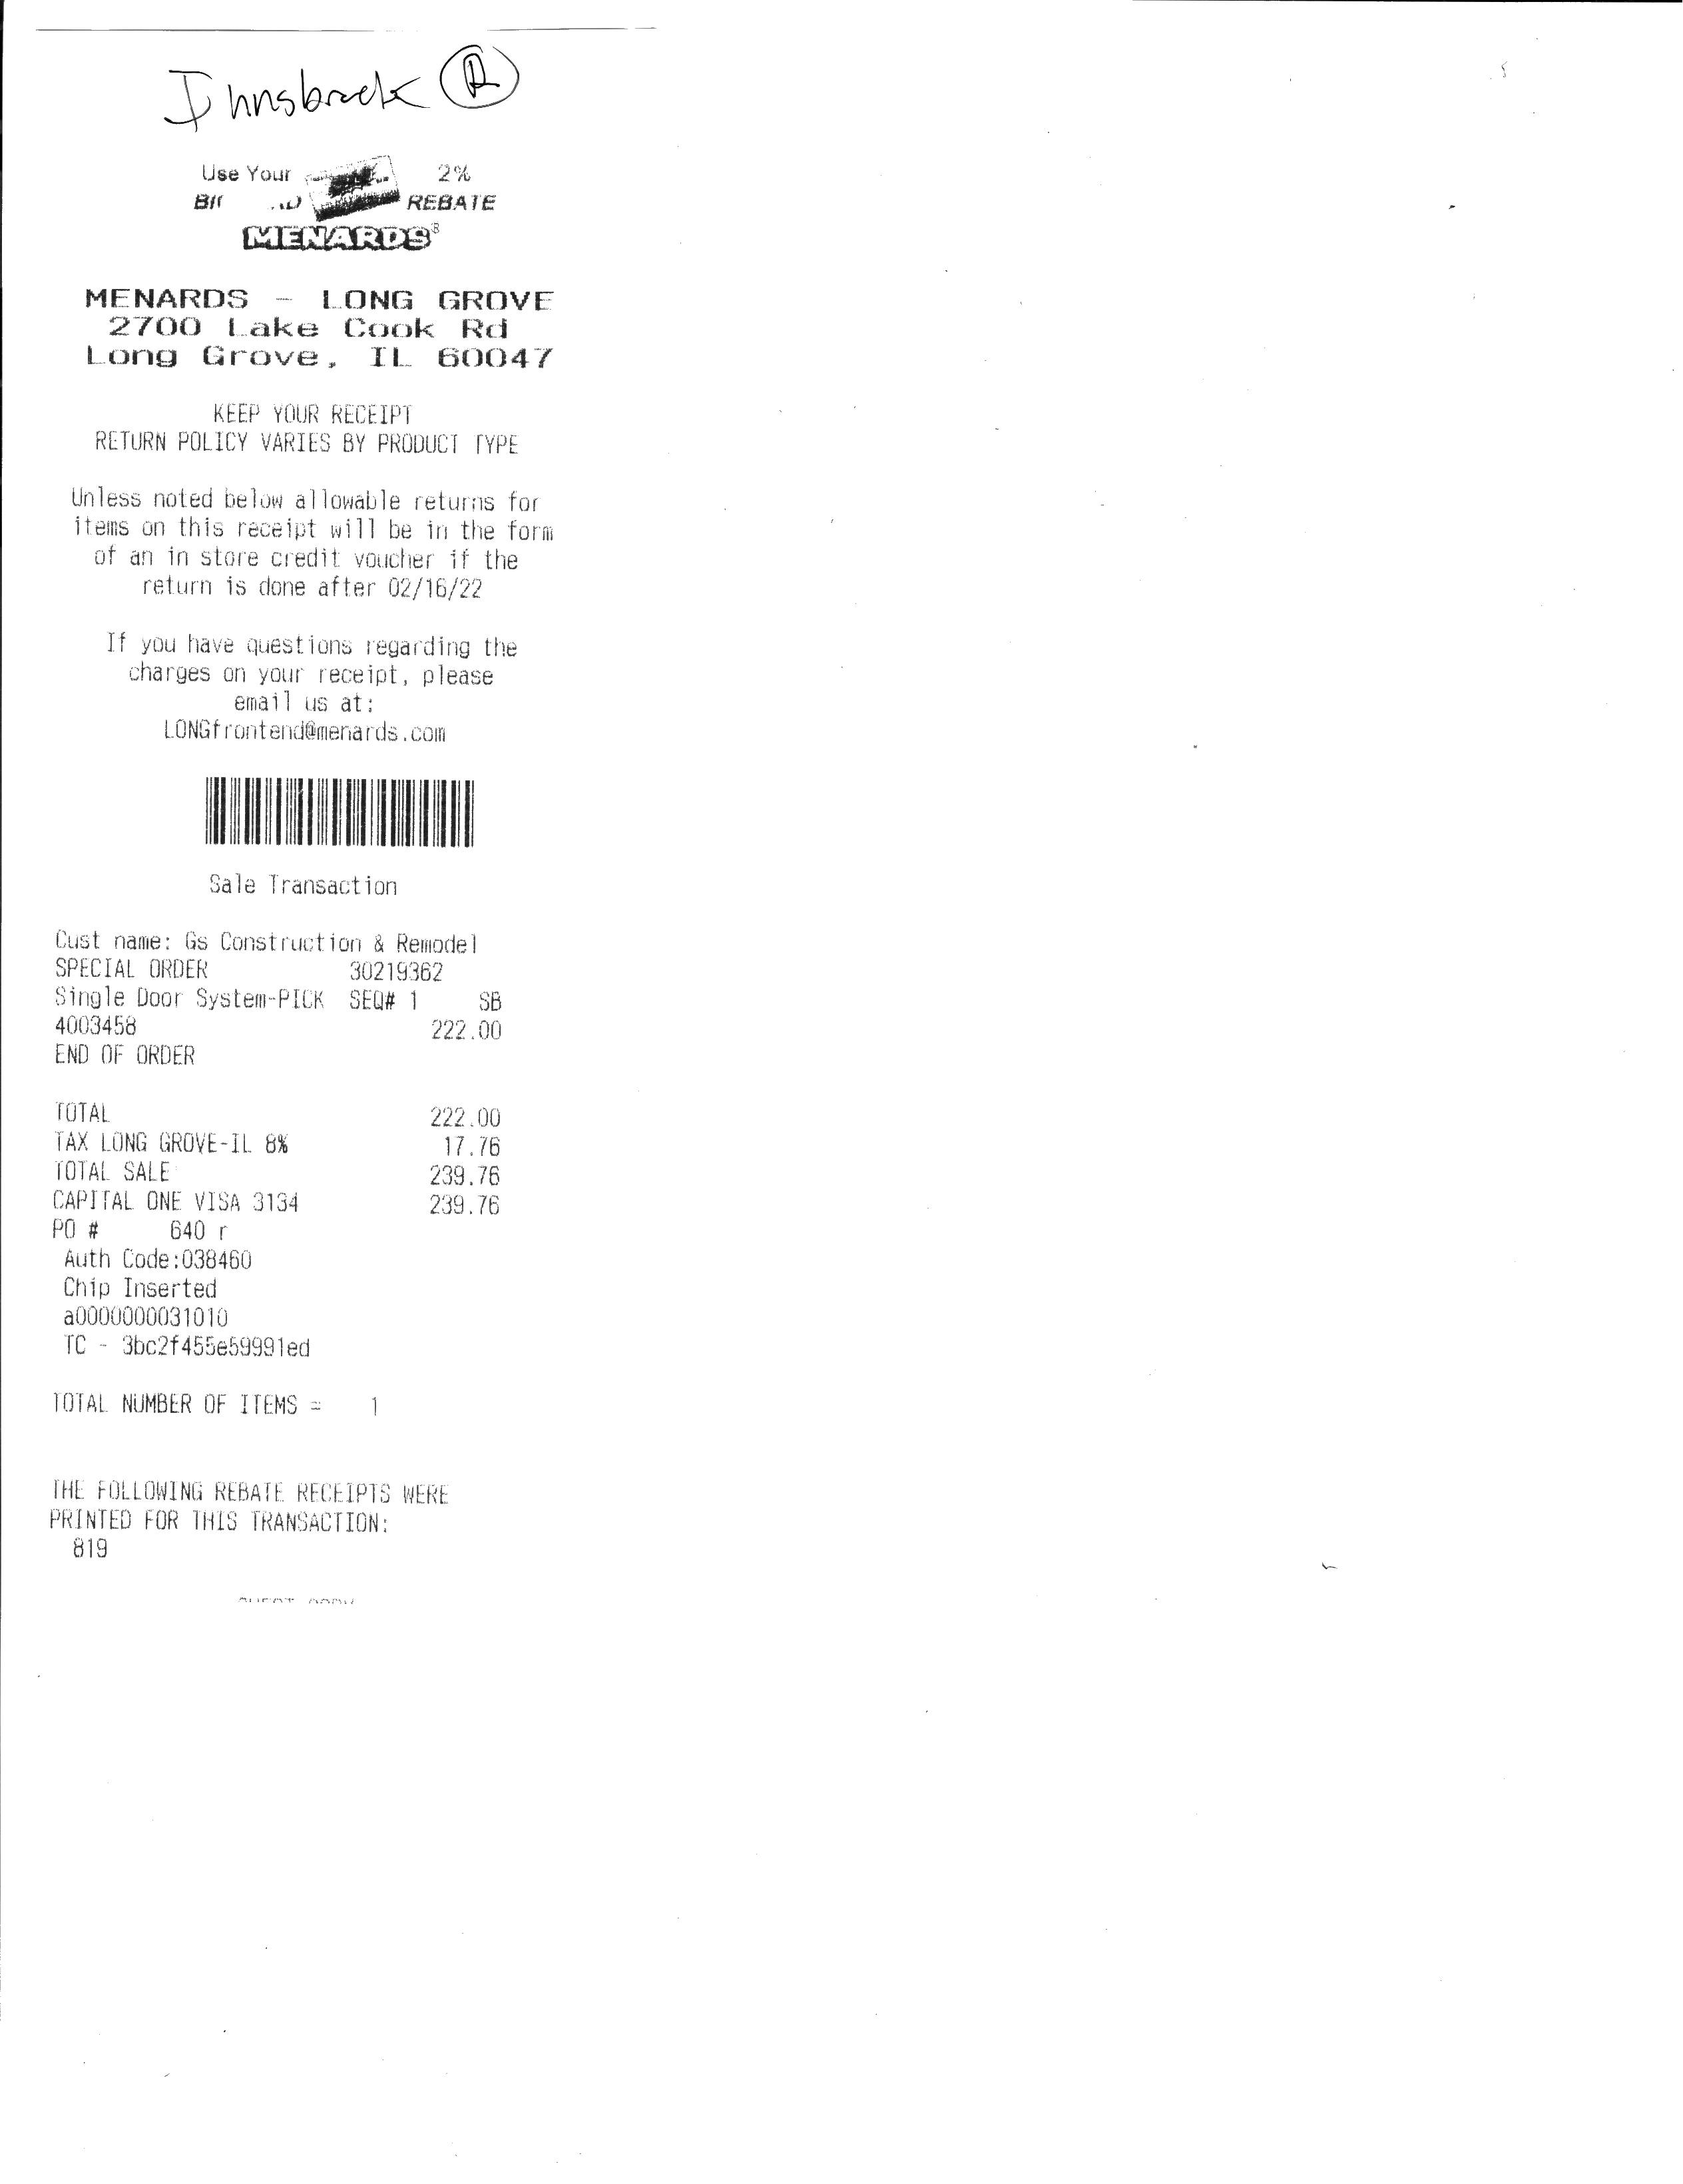 Innsbruck R
Use Your 2%
REBATE
MENARDS®
MENARDS - LONG GROVE
2700 Lake Cook Rd
Long Grove, IL 60047
KEEP YOUR RECEIPT
RETURN POLICY VARIES BY PRODUCT TYPE
Unless noted below allowable returns for
items on this receipt will be in the form
of an in store credit voucher if the
return is done after 02/16/22
If you have questions regarding the
charges on your receipt, please
email us at:
LONGfrontend@menards.com
Sale Transaction
Cust name: Gs Construction & Remodel
SPECIAL ORDER 30219362
Single Door System-PICK SEQ# 1 SB
4003458 222.00
END OF ORDER
TOTAL 222.00
TAX LONG GROVE-IL 8% 17.76
TOTAL SALE 239.76
CAPITAL ONE VISA 3134 239.76
PO # 640 r
Auth Code:038460
Chip Inserted
a0000000031010
TC - 3bc2f455e59991ed
TOTAL NUMBER OF ITEMS = 1
THE FOLLOWING REBATE RECEIPTS WERE
PRINTED FOR THIS TRANSACTION:
819